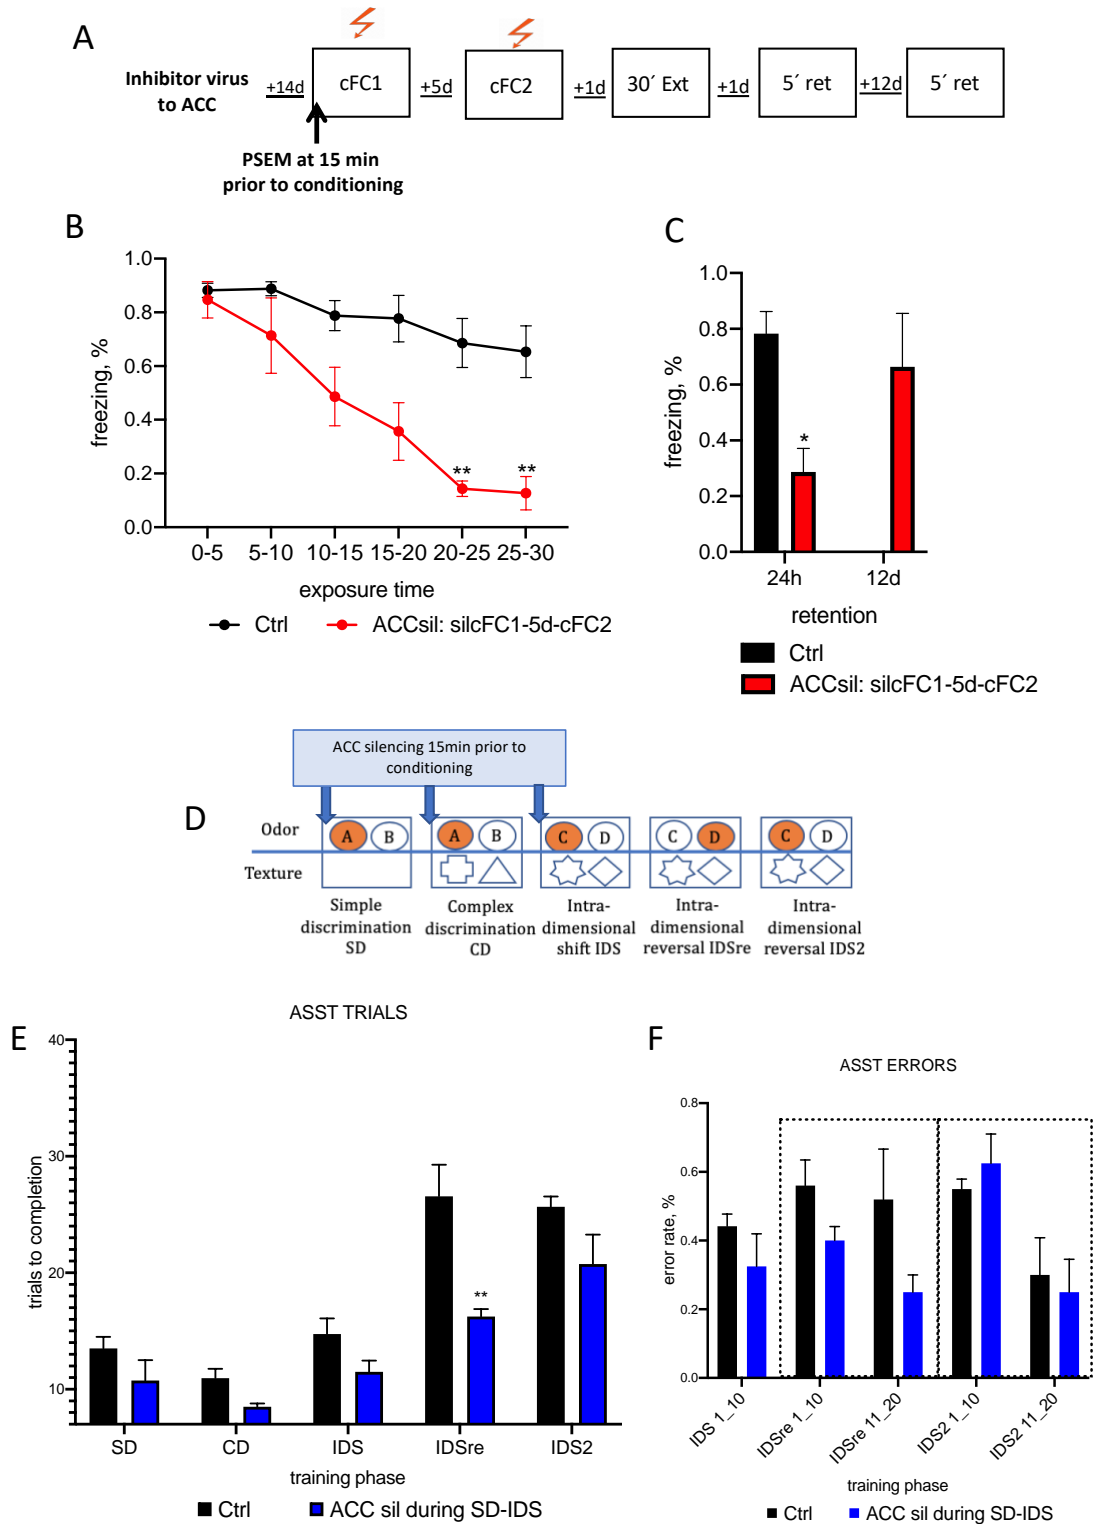 A
Inhibitor virus
to ACC
+14d
cFC1
+5d
cFC2
+1d
30´ Ext
+1d
5´ ret
+12d
5´ ret
PSEM at 15 min
prior to conditioning
B
freezing, %
1.0
0.8
0.6
0.4
0.2
0.0
**
**
0-5 5-10 10-15 15-20 20-25 25-30
exposure time
Ctrl
ACCsil: silcFC1-5d-cFC2
C
freezing, %
1.0
0.8
0.6
0.4
0.2
0.0
*
24h 12d
retention
Ctrl
ACCsil: silcFC1-5d-cFC2
D
ACC silencing 15min prior to
conditioning
Odor
A B A B C D C D C D
Texture
Simple
discrimination
SD
Complex
discrimination
CD
Intra-
dimensional
shift IDS
Intra-
dimensional
reversal IDSre
Intra-
dimensional
reversal IDS2
E
ASST TRIALS
trials to completion
40
30
20
10
**
SD CD IDS IDSre IDS2
training phase
Ctrl
ACC sil during SD-IDS
F
ASST ERRORS
error rate, %
0.8
0.6
0.4
0.2
0.0
IDS 1_10
IDSre 1_10
IDSre 11_20
IDS2 1_10
IDS2 11_20
training phase
Ctrl
ACC sil during SD-IDS